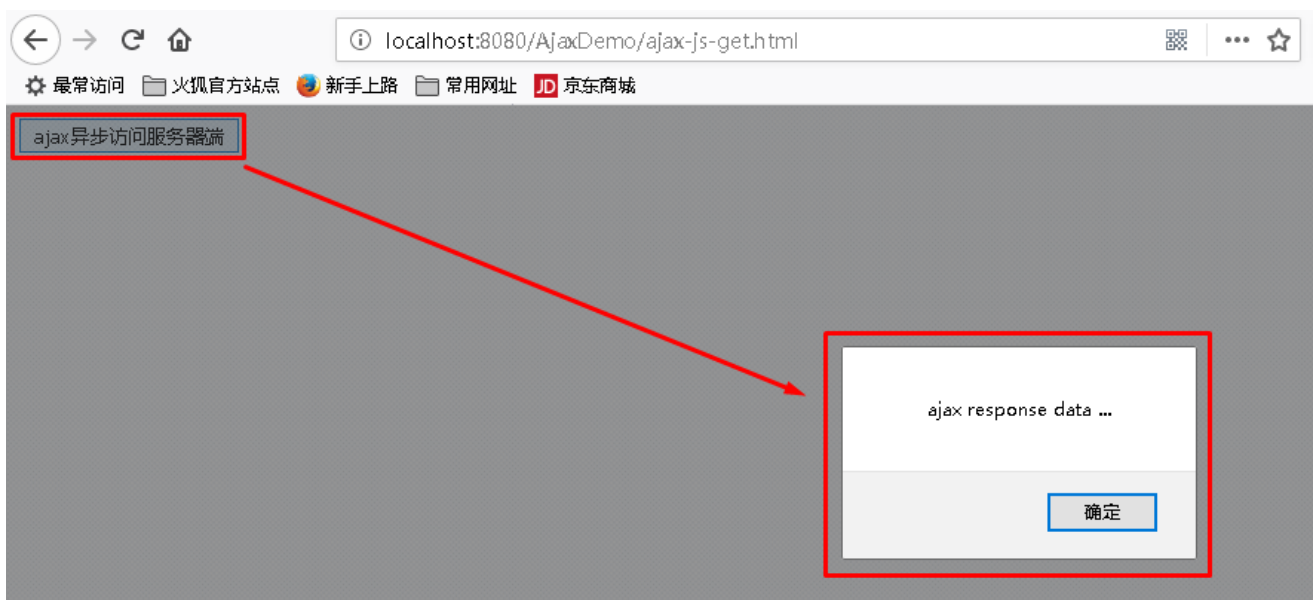 localhost:8080/AjaxDemo/ajax-js-get.html
最常访问 火狐官方站点 新手上路 常用网址 JD 京东商城
ajax异步访问服务器端
ajax response data ...
确定